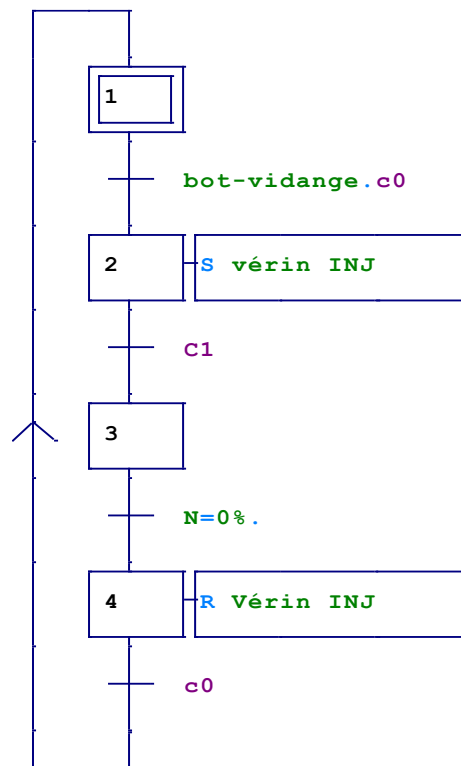 1
bot-vidange.c0
2 S vérin INJ
C1
3
N=0%.
4 R Vérin INJ
c0